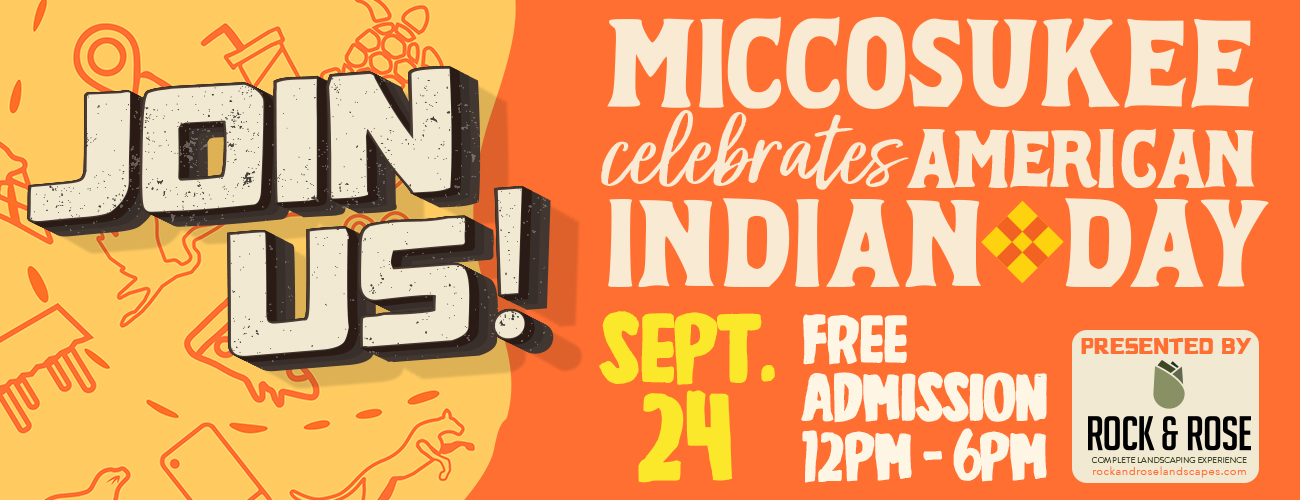 JOIN
US!
MICCOSUKEE
celebrates AMERICAN
INDIAN DAY
SEPT.
24
FREE
ADMISSION
12PM - 6PM
PRESENTED BY
ROCK & ROSE
COMPLETE LANDSCAPING EXPERIENCE
rockandroselandscapes.com